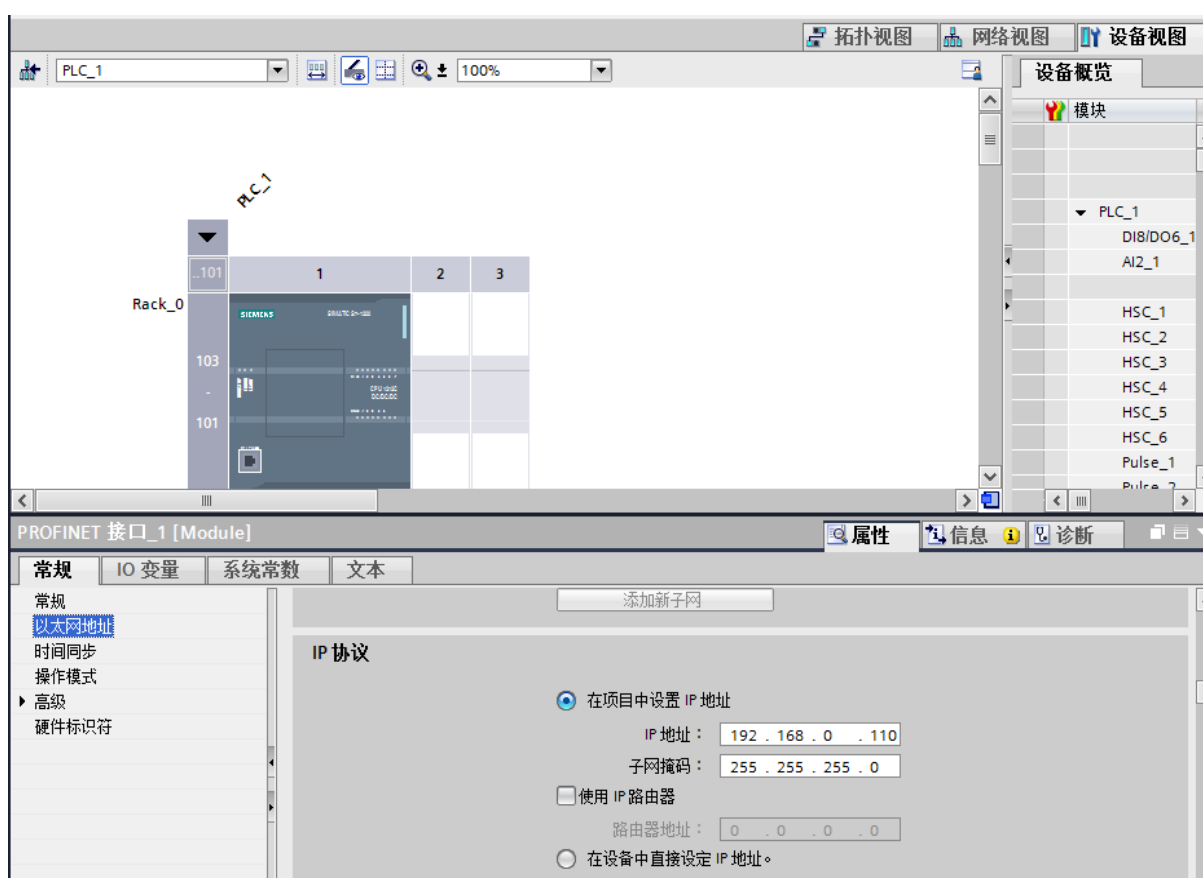 拓扑视图 网络视图 设备视图
PLC_1 100% 设备概览
模块
PLC_1
..101 1 2 3
Rack_0
SIEMENS
103
-
101
PLC_1
DI8/DO6_1
AI2_1
HSC_1
HSC_2
HSC_3
HSC_4
HSC_5
HSC_6
Pulse_1
Pulse_2
PROFINET 接口_1 [Module] 属性 信息 诊断
常规 IO 变量 系统常数 文本
常规
以太网地址
时间同步
操作模式
高级
硬件标识符
添加新子网
IP 协议
在项目中设置 IP 地址
IP 地址： 192 . 168 . 0 . 110
子网掩码： 255 . 255 . 255 . 0
使用 IP 路由器
路由器地址： 0 . 0 . 0 . 0
在设备中直接设定 IP 地址。